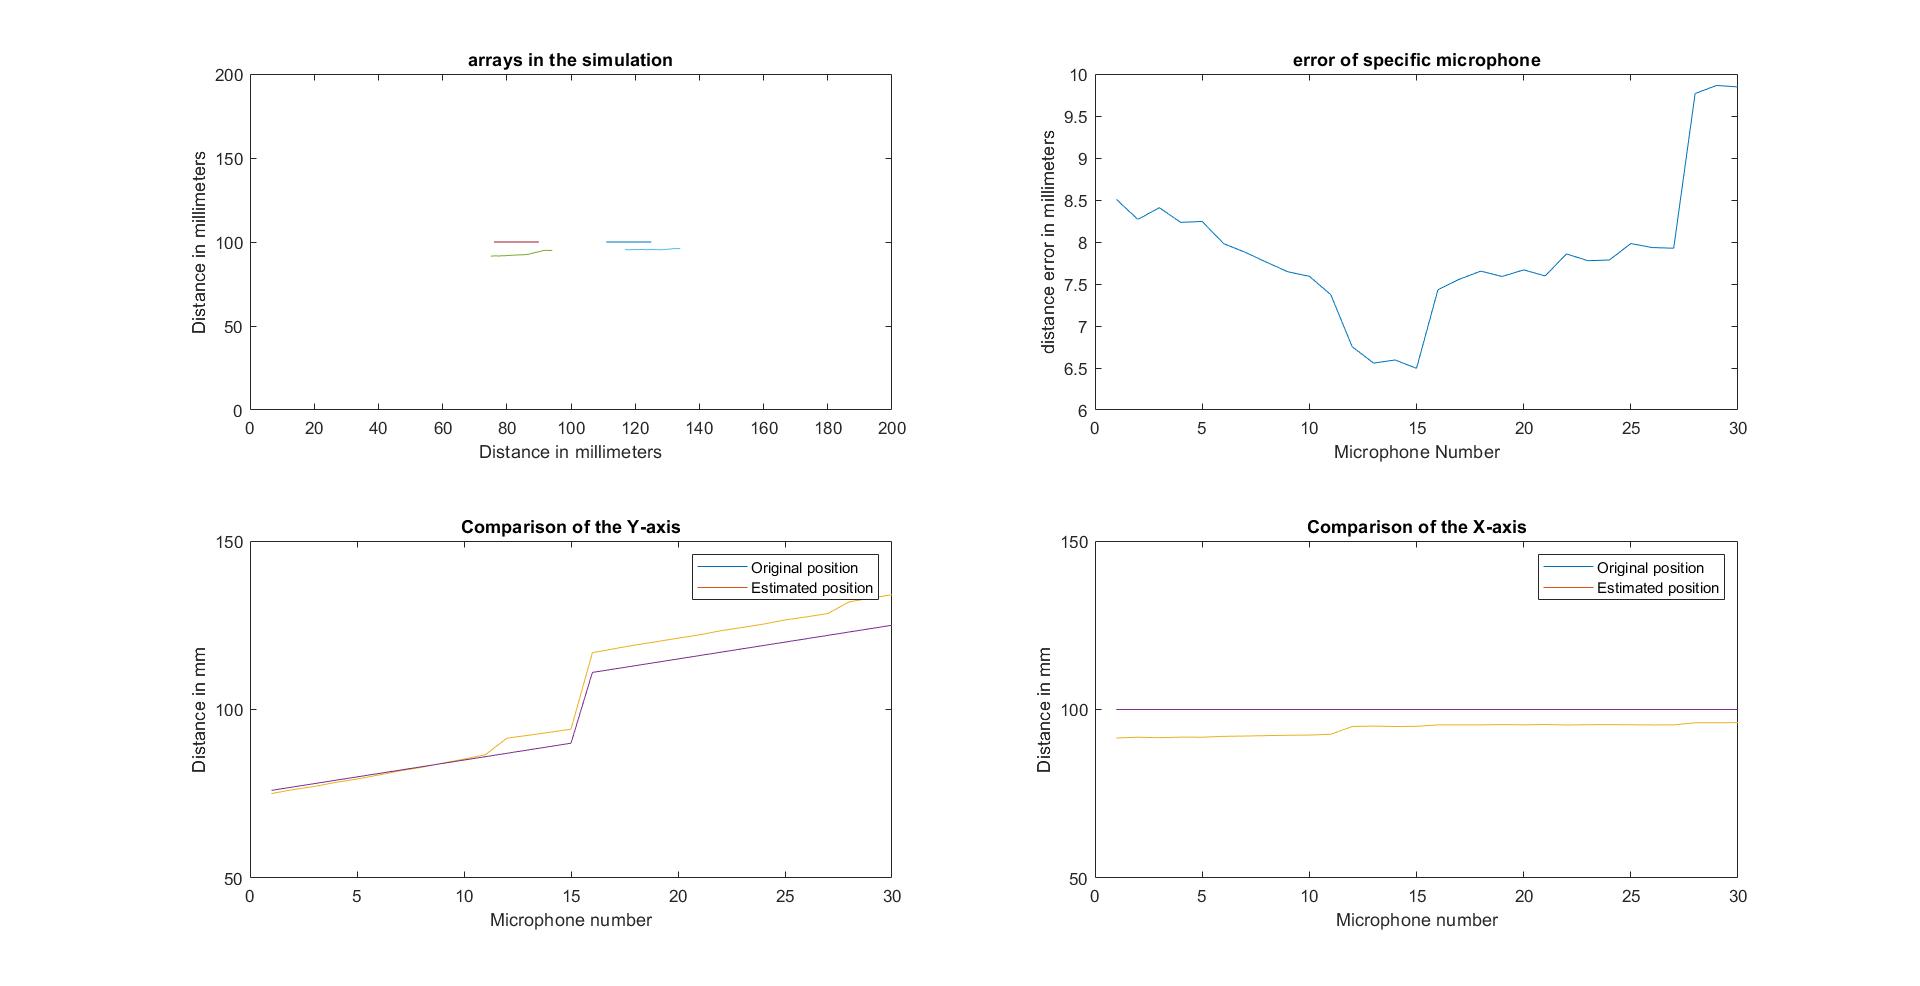 arrays in the simulation
200
150
100
50
0
0 20 40 60 80 100 120 140 160 180 200
Distance in millimeters
Distance in millimeters
error of specific microphone
10
9.5
9
8.5
8
7.5
7
6.5
6
0 5 10 15 20 25 30
Microphone Number
distance error in millimeters
Comparison of the Y-axis
150
100
50
0 5 10 15 20 25 30
Microphone number
Distance in mm
Original position
Estimated position
Comparison of the X-axis
150
100
50
0 5 10 15 20 25 30
Microphone number
Distance in mm
Original position
Estimated position